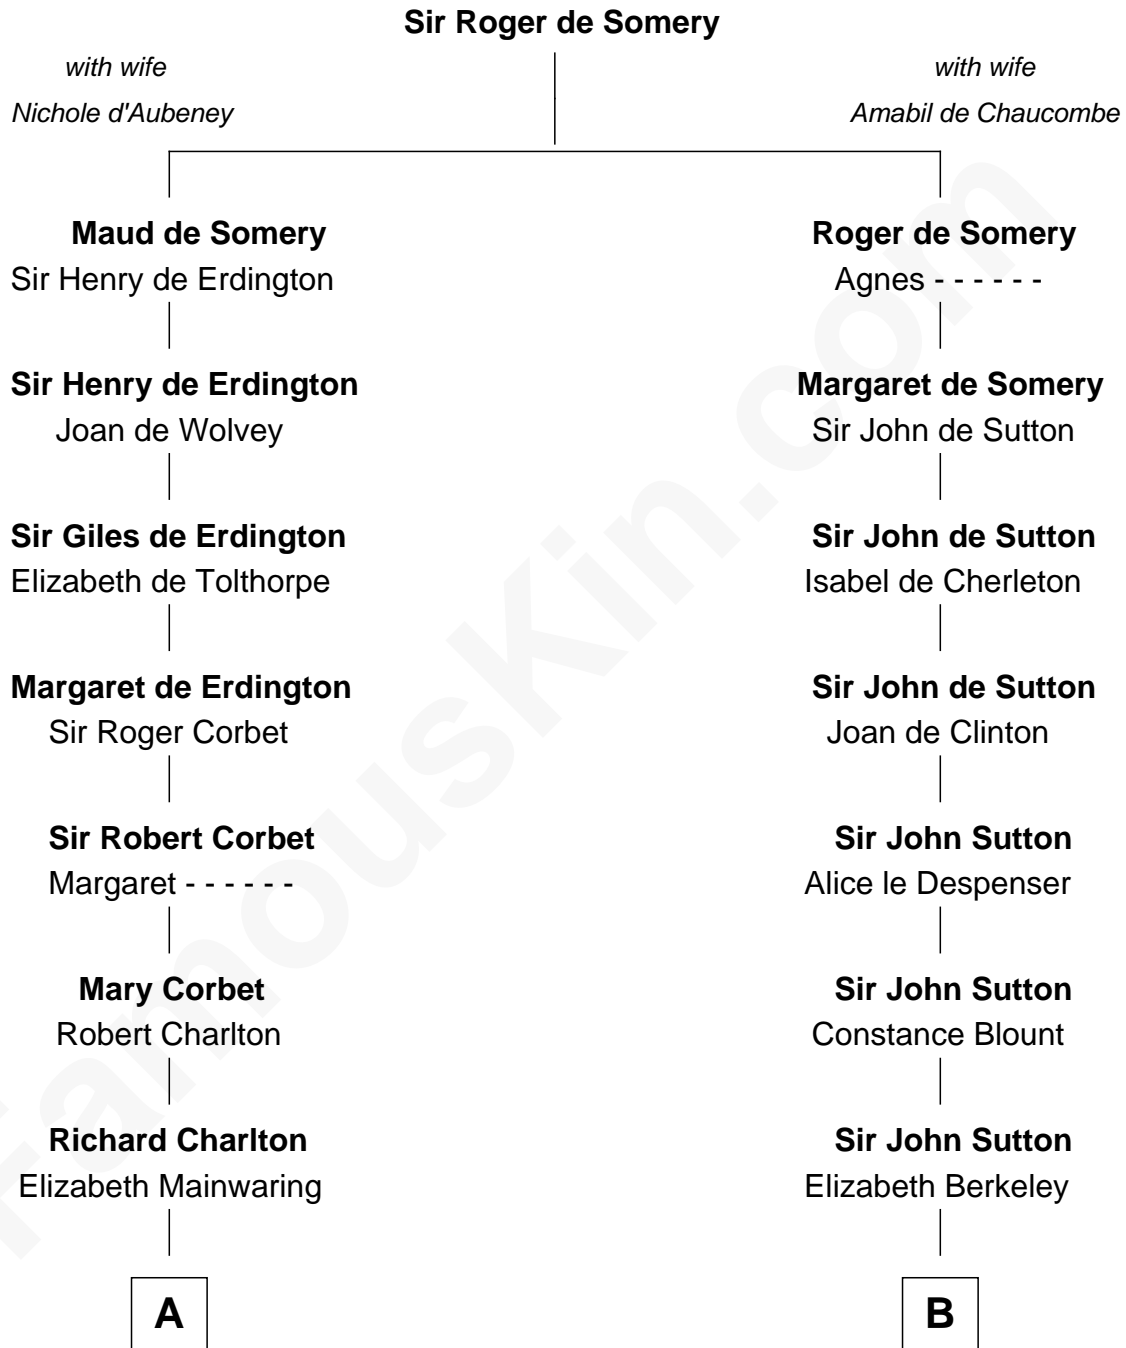 Sir Roger de Somery
with wife
Nichole d'Aubeney
with wife
Amabil de Chaucombe
Maud de Somery
Sir Henry de Erdington
Roger de Somery
Agnes - - - - - -
Sir Henry de Erdington
Joan de Wolvey
Margaret de Somery
Sir John de Sutton
Sir Giles de Erdington
Elizabeth de Tolthorpe
Sir John de Sutton
Isabel de Cherleton
Margaret de Erdington
Sir Roger Corbet
Sir John de Sutton
Joan de Clinton
Sir Robert Corbet
Margaret - - - - - -
Sir John Sutton
Alice le Despenser
Mary Corbet
Robert Charlton
Sir John Sutton
Constance Blount
Richard Charlton
Elizabeth Mainwaring
Sir John Sutton
Elizabeth Berkeley
A
B
FamousKin.com